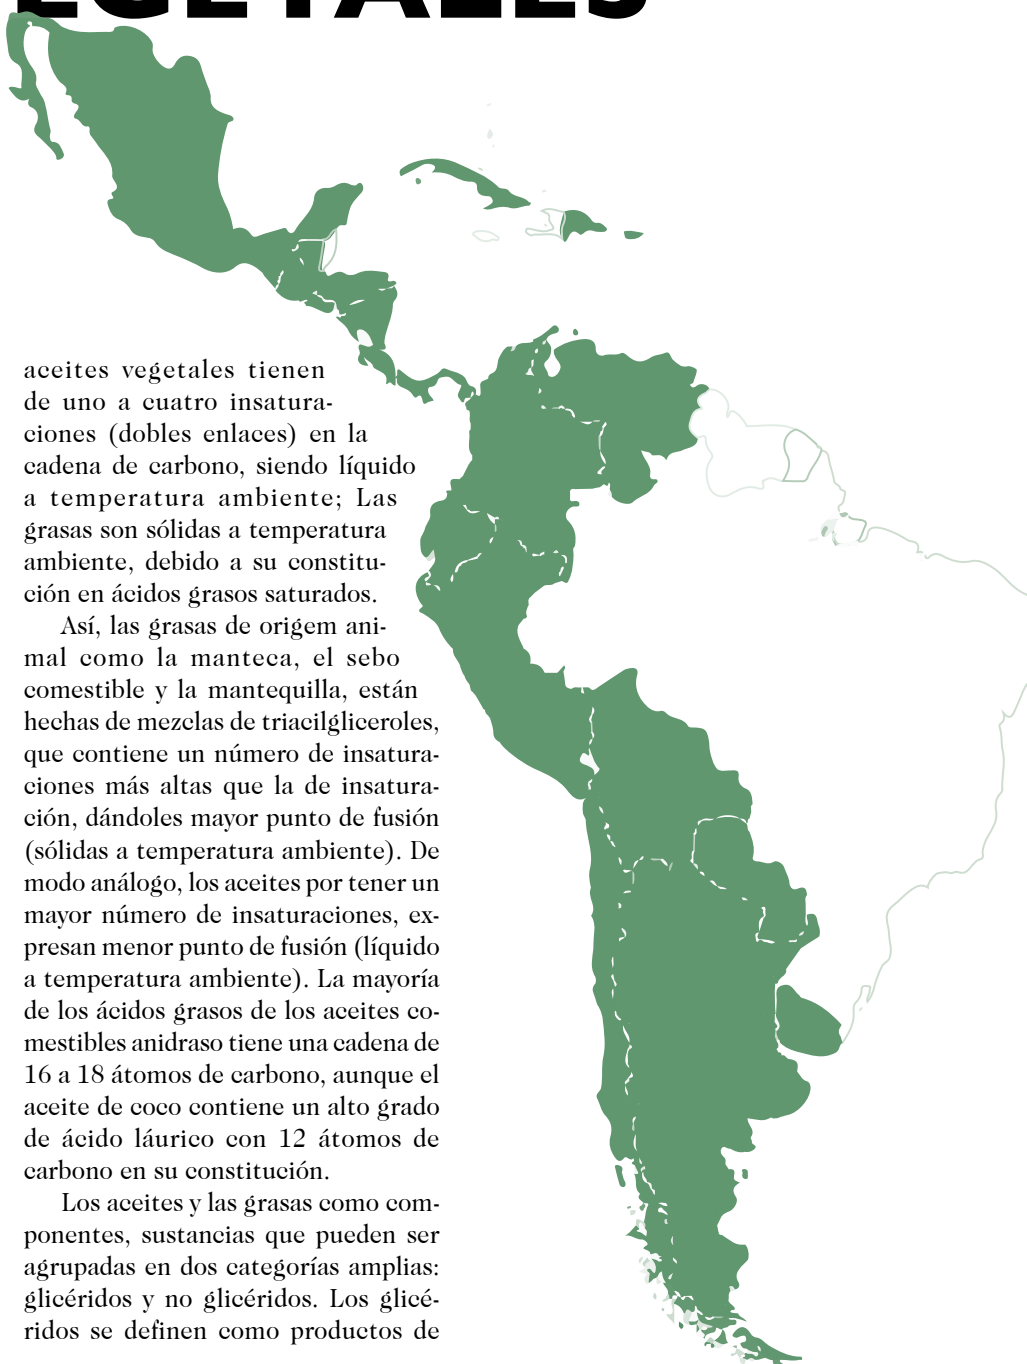 EGETALES
aceites vegetales tienen
de uno a cuatro insatura-
ciones (dobles enlaces) en la
cadena de carbono, siendo líquido
a temperatura ambiente; Las
grasas son sólidas a temperatura
ambiente, debido a su constitu-
ción en ácidos grasos saturados.
Así, las grasas de origem ani-
mal como la manteca, el sebo
comestible y la mantequilla, están
hechas de mezclas de triacilgliceroles,
que contiene un número de insatura-
ciones más altas que la de insatura-
ción, dándoles mayor punto de fusión
(sólidas a temperatura ambiente). De
modo análogo, los aceites por tener un
mayor número de insaturaciones, ex-
presan menor punto de fusión (líquido
a temperatura ambiente). La mayoría
de los ácidos grasos de los aceites co-
mestibles anidraso tiene una cadena de
16 a 18 átomos de carbono, aunque el
aceite de coco contiene un alto grado
de ácido láurico con 12 átomos de
carbono en su constitución.
Los aceites y las grasas como com-
ponentes, sustancias que pueden ser
agrupadas en dos categorías amplias:
glicéridos y no glicéridos. Los glicé-
ridos se definen como productos de